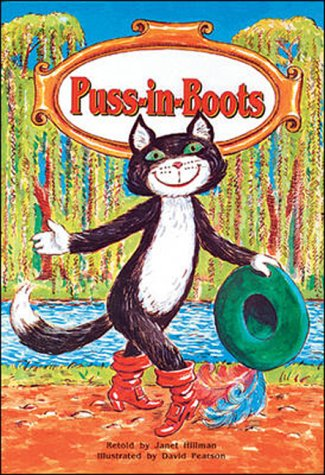 Puss-in-Boots
Retold by Janet Hillman
Illustrated by David Pearson